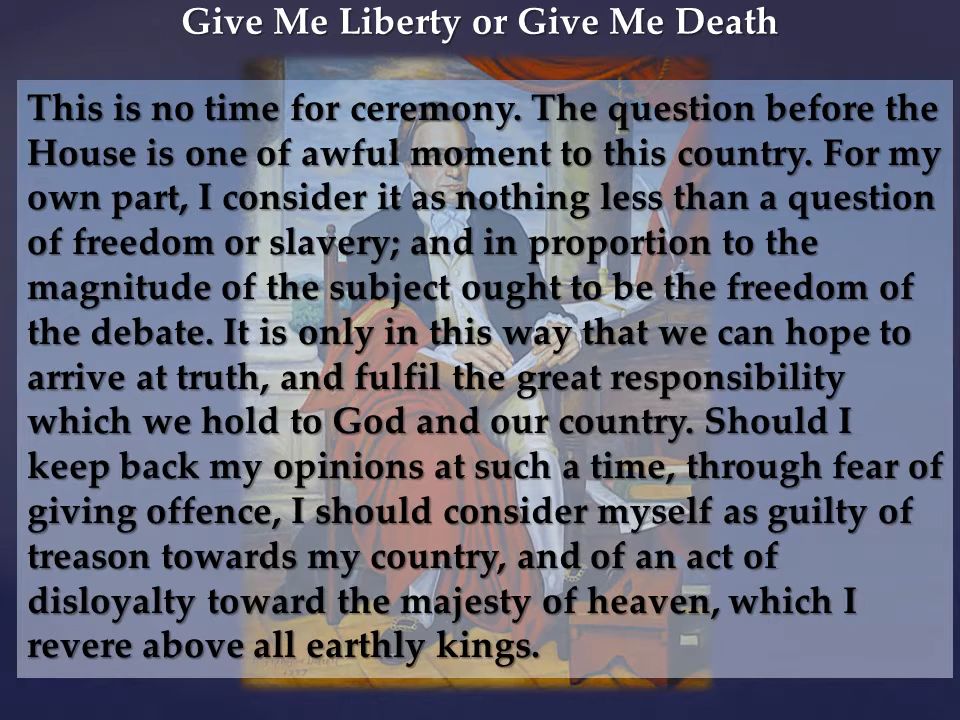 Give Me Liberty or Give Me Death
This is no time for ceremony. The question before the
House is one of awful moment to this country. For my
own part, I consider it as nothing less than a question
of freedom or slavery; and in proportion to the
magnitude of the subject ought to be the freedom of
the debate. It is only in this way that we can hope to
arrive at truth, and fulfil the great responsibility
which we hold to God and our country. Should I
keep back my opinions at such a time, through fear of
giving offence, I should consider myself as guilty of
treason towards my country, and of an act of
disloyalty toward the majesty of heaven, which I
revere above all earthly kings.